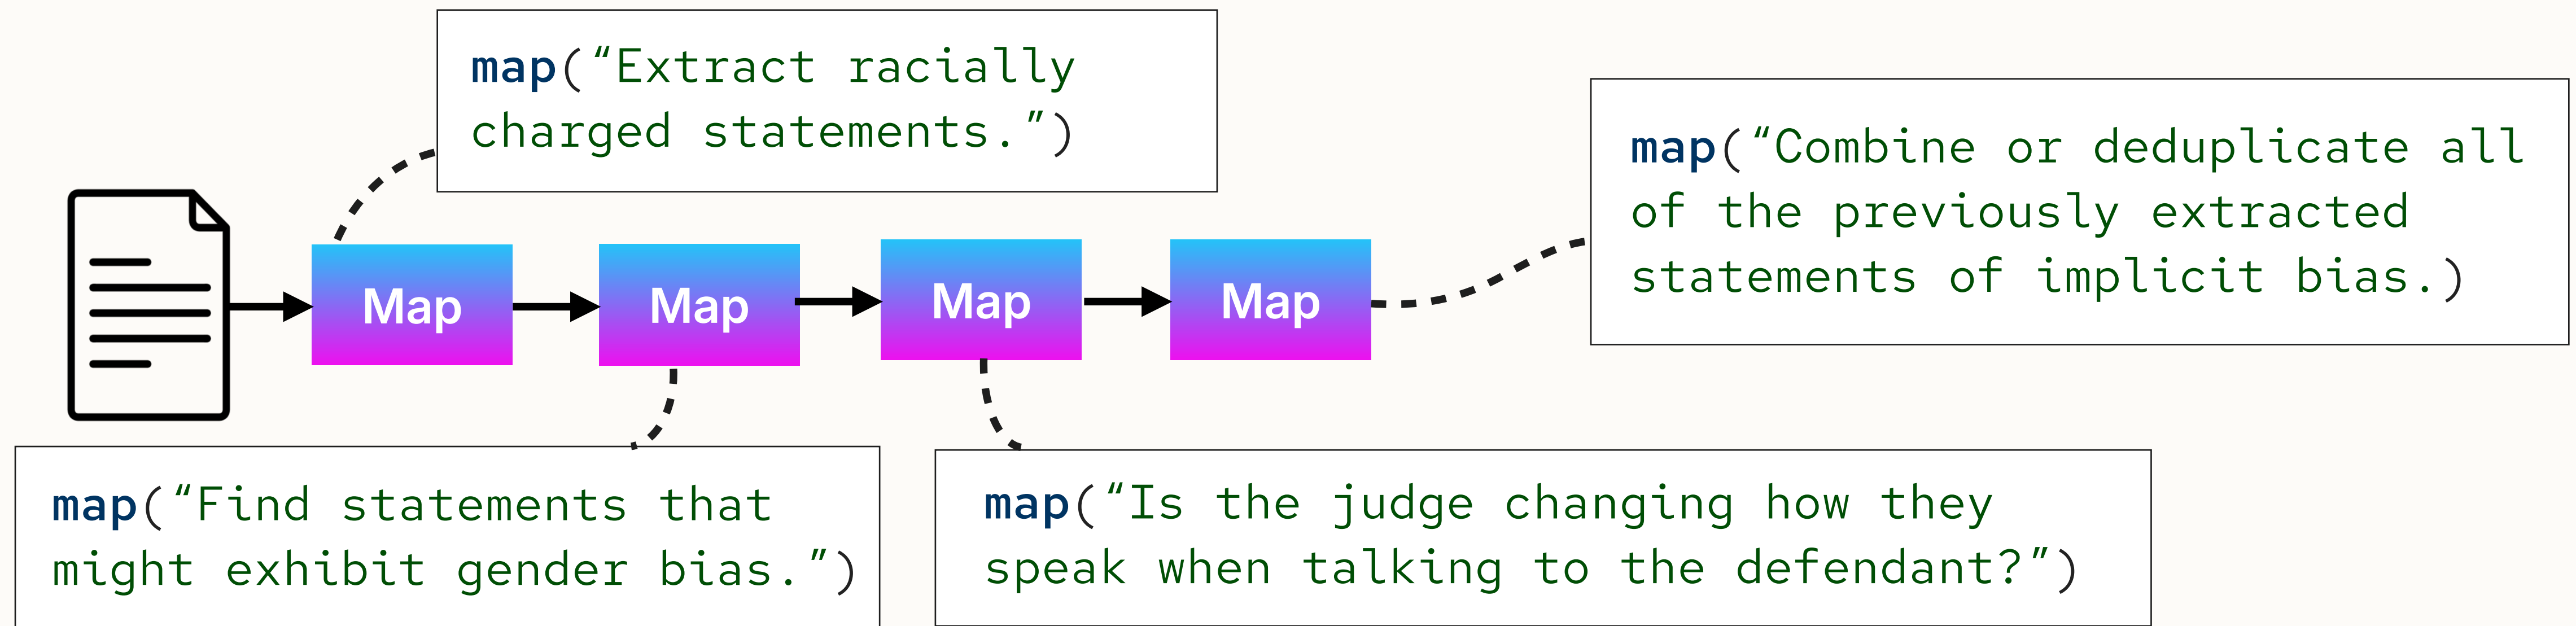 map(“Extract racially
charged statements.”)
map(“Combine or deduplicate all
of the previously extracted
statements of implicit bias.)
Map
Map
Map
Map
map(“Find statements that
might exhibit gender bias.”)
map(“Is the judge changing how they
speak when talking to the defendant?”)